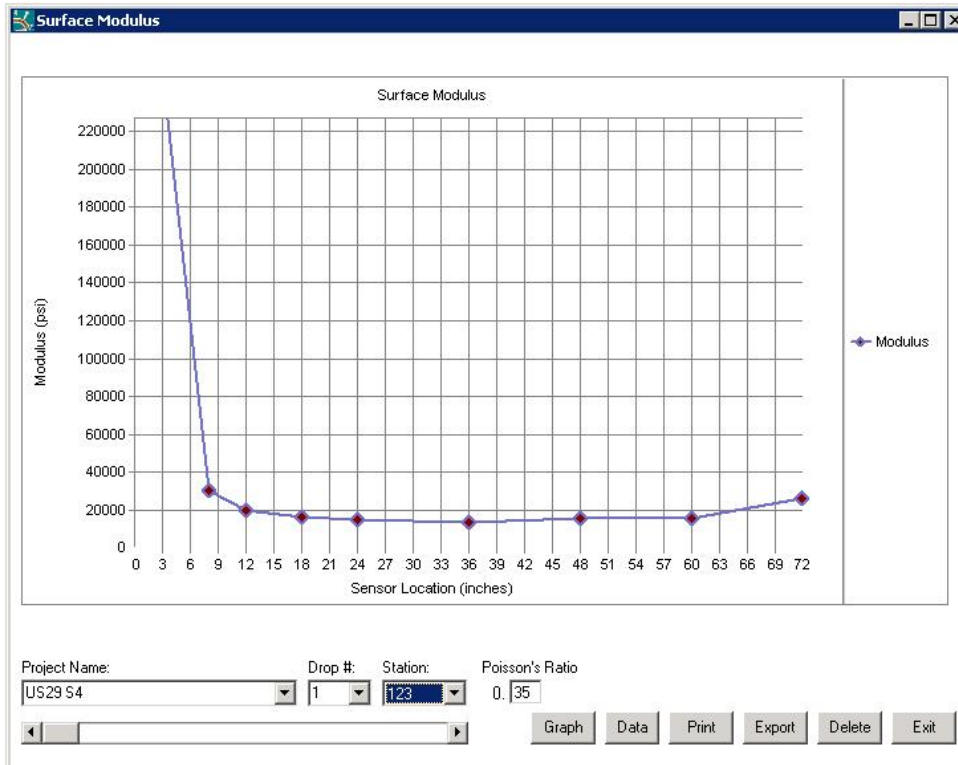 Surface Modulus
Surface Modulus
220000
200000
180000
160000
140000
120000
100000
80000
60000
40000
20000
0
Modulus (psi)
0 3 6 9 12 15 18 21 24 27 30 33 36 39 42 45 48 51 54 57 60 63 66 69 72
Sensor Location (inches)
Modulus
Project Name: Drop #: Station: Poisson's Ratio
US29 S4 1 123 0. 35
Graph Data Print Export Delete Exit